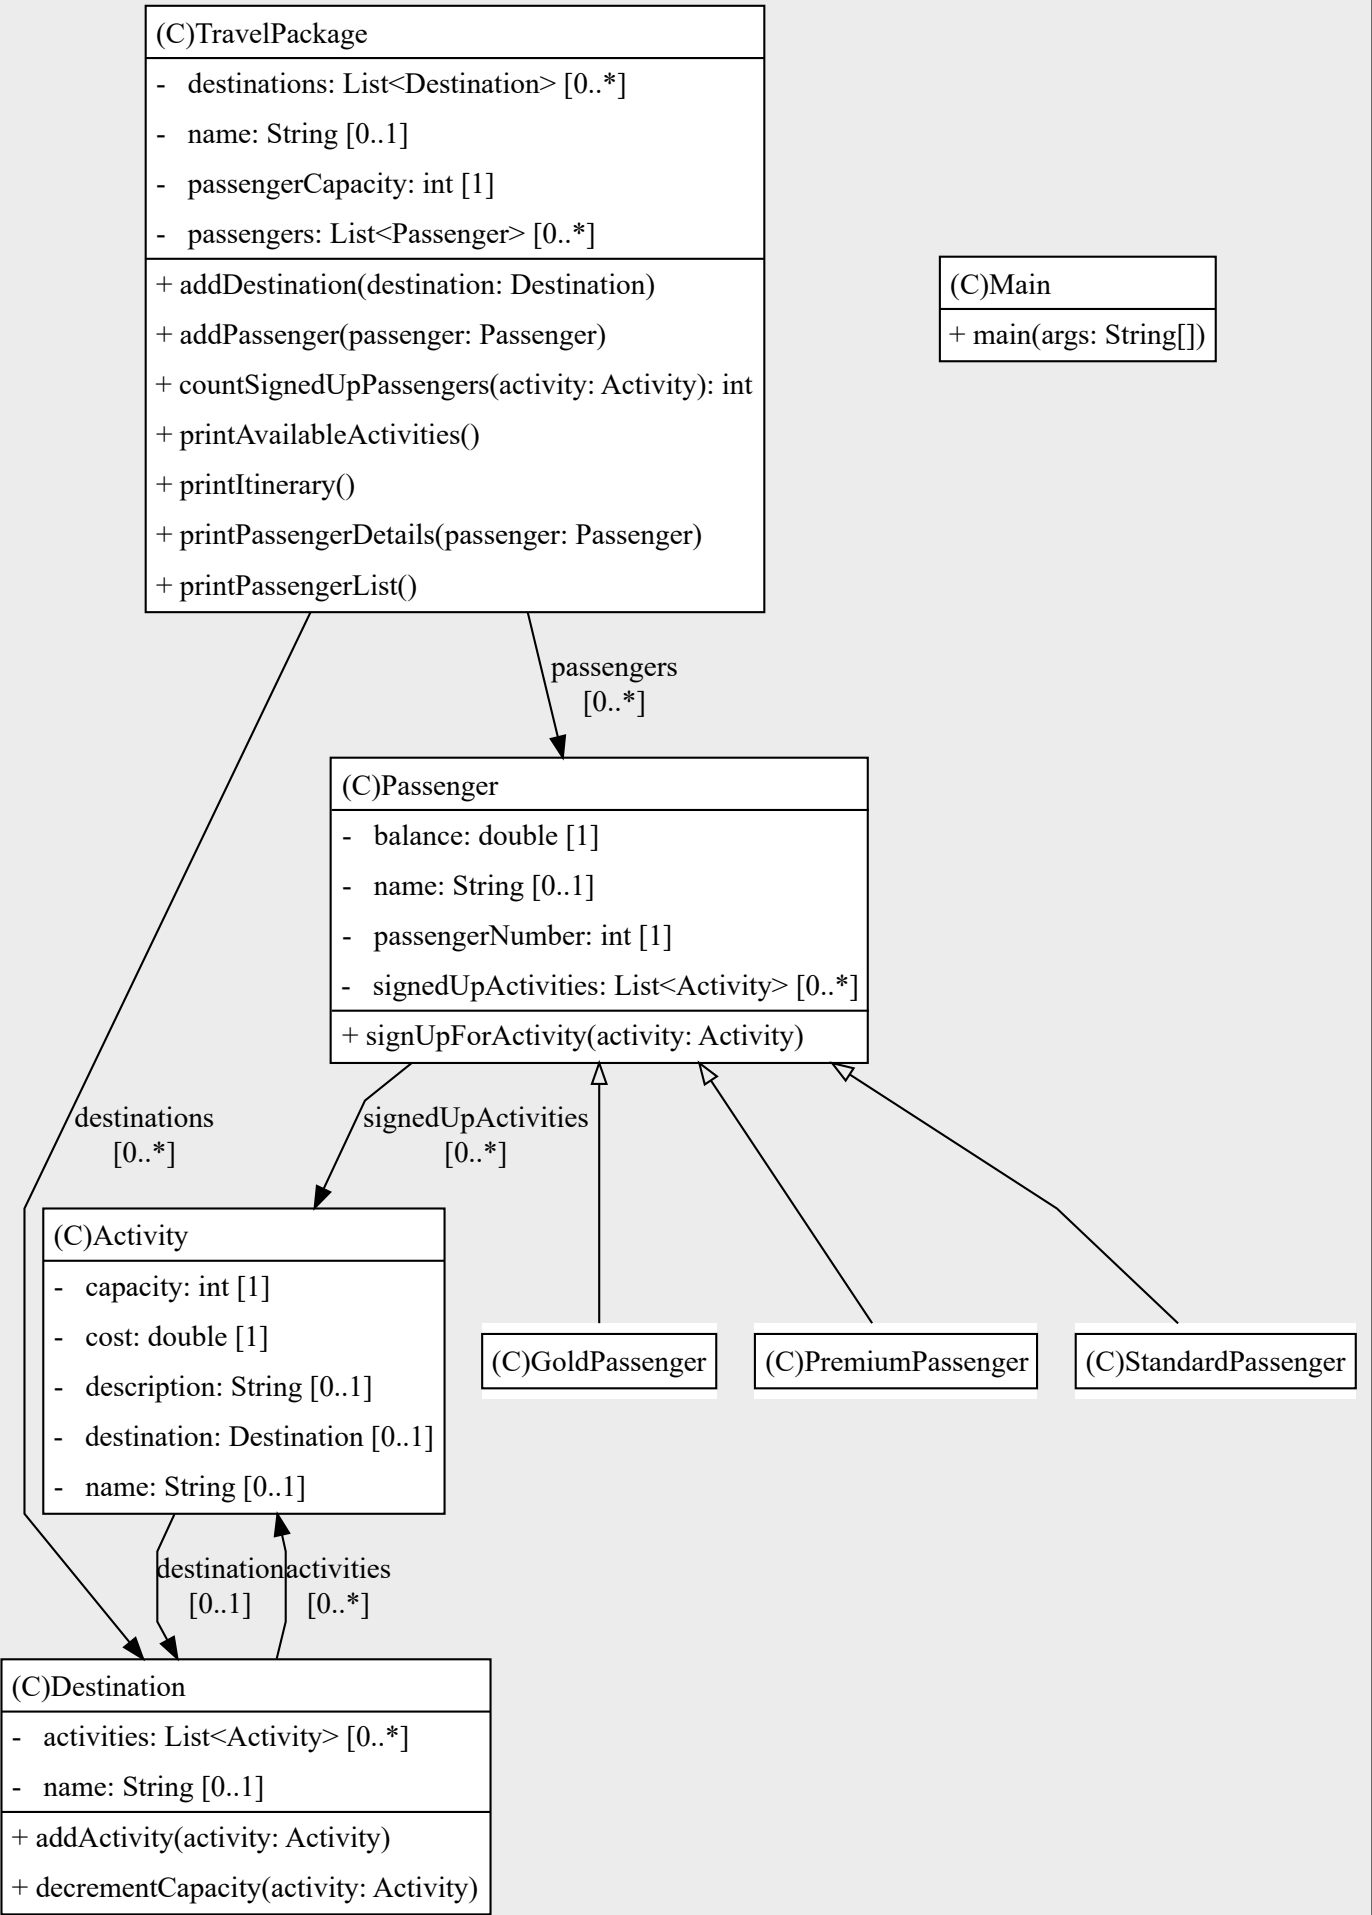 (C)TravelPackage
- destinations: List<Destination> [0..*]
- name: String [0..1]
- passengerCapacity: int [1]
- passengers: List<Passenger> [0..*]
+ addDestination(destination: Destination)
+ addPassenger(passenger: Passenger)
+ countSignedUpPassengers(activity: Activity): int
+ printAvailableActivities()
+ printItinerary()
+ printPassengerDetails(passenger: Passenger)
+ printPassengerList()
(C)Main
+ main(args: String[])
passengers
[0..*]
(C)Passenger
- balance: double [1]
- name: String [0..1]
- passengerNumber: int [1]
- signedUpActivities: List<Activity> [0..*]
+ signUpForActivity(activity: Activity)
destinations
[0..*]
signedUpActivities
[0..*]
(C)Activity
- capacity: int [1]
- cost: double [1]
- description: String [0..1]
- destination: Destination [0..1]
- name: String [0..1]
(C)GoldPassenger
(C)PremiumPassenger
(C)StandardPassenger
destination
[0..1]
activities
[0..*]
(C)Destination
- activities: List<Activity> [0..*]
- name: String [0..1]
+ addActivity(activity: Activity)
+ decrementCapacity(activity: Activity)